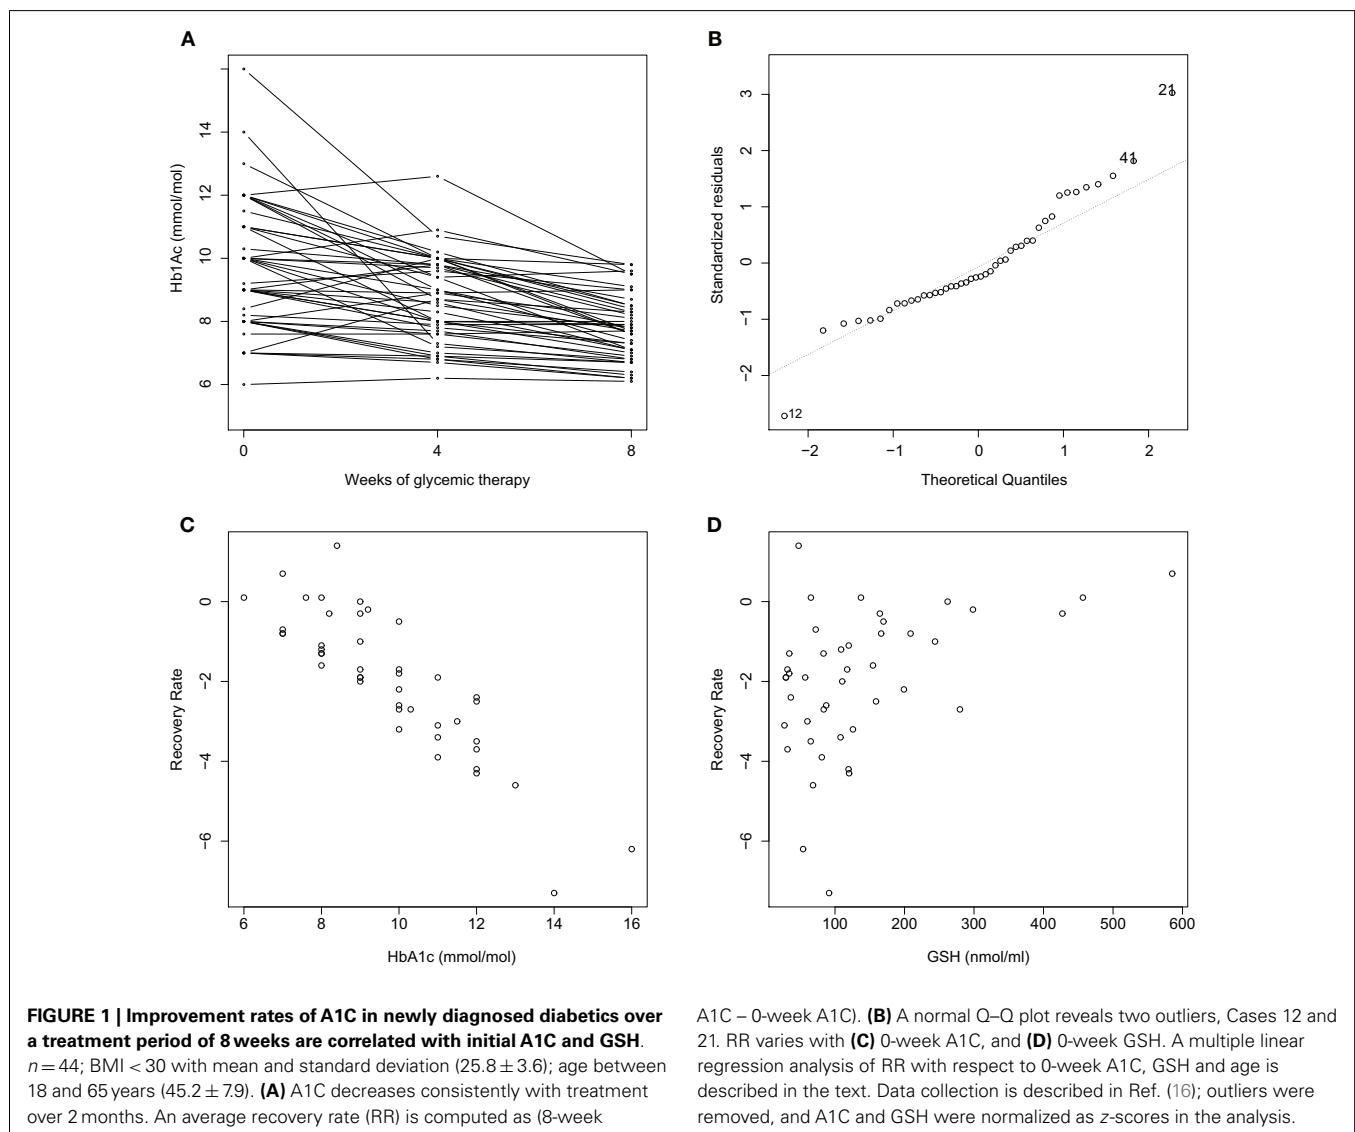 A
Hb1Ac (mmol/mol)
6 8 10 12 14
0 4 8
Weeks of glycemic therapy
B
Standardized residuals
−2 −1 0 1 2 3
21
41
12
−2 −1 0 1 2
Theoretical Quantiles
C
Recovery Rate
−6 −4 −2 0
6 8 10 12 14 16
HbA1c (mmol/mol)
D
Recovery Rate
−6 −4 −2 0
100 200 300 400 500 600
GSH (nmol/ml)
FIGURE 1 | Improvement rates of A1C in newly diagnosed diabetics over
a treatment period of 8 weeks are correlated with initial A1C and GSH.
n = 44; BMI < 30 with mean and standard deviation (25.8 ± 3.6); age between
18 and 65 years (45.2 ± 7.9). (A) A1C decreases consistently with treatment
over 2 months. An average recovery rate (RR) is computed as (8-week
A1C – 0-week A1C). (B) A normal Q–Q plot reveals two outliers, Cases 12 and
21. RR varies with (C) 0-week A1C, and (D) 0-week GSH. A multiple linear
regression analysis of RR with respect to 0-week A1C, GSH and age is
described in the text. Data collection is described in Ref. (16); outliers were
removed, and A1C and GSH were normalized as z-scores in the analysis.